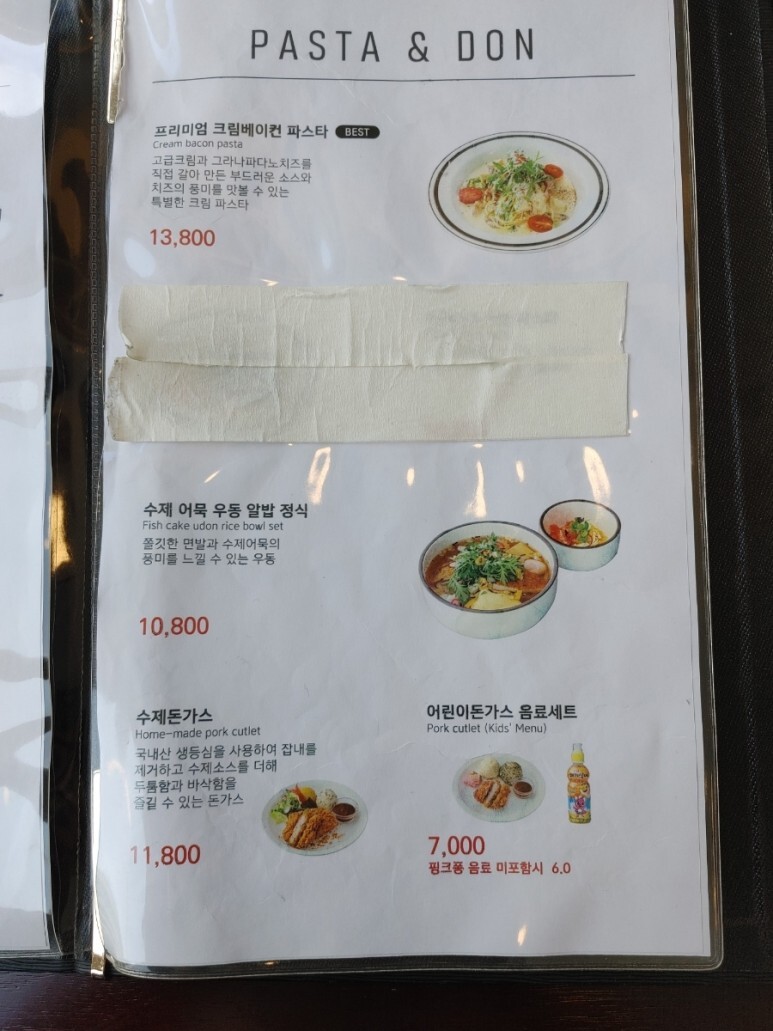 PASTA & DON
프리미엄 크림베이컨 파스타 BEST
Cream bacon pasta
고급크림과 그라나파다노치즈를
직접 갈아 만든 부드러운 소스와
치즈의 풍미를 맛볼 수 있는
특별한 크림 파스타
13,800
수제 어묵 우동 알밥 정식
Fish cake udon rice bowl set
쫄깃한 면발과 수제어묵의
풍미를 느낄 수 있는 우동
10,800
수제돈가스
Home-made pork cutlet
국내산 생등심을 사용하여 잡내를
제거하고 수제소스를 더해
두툼함과 바삭함을
즐길 수 있는 돈가스
11,800
어린이돈가스 음료세트
Pork cutlet (Kids' Menu)
7,000
핑크퐁 음료 미포함시 6.0